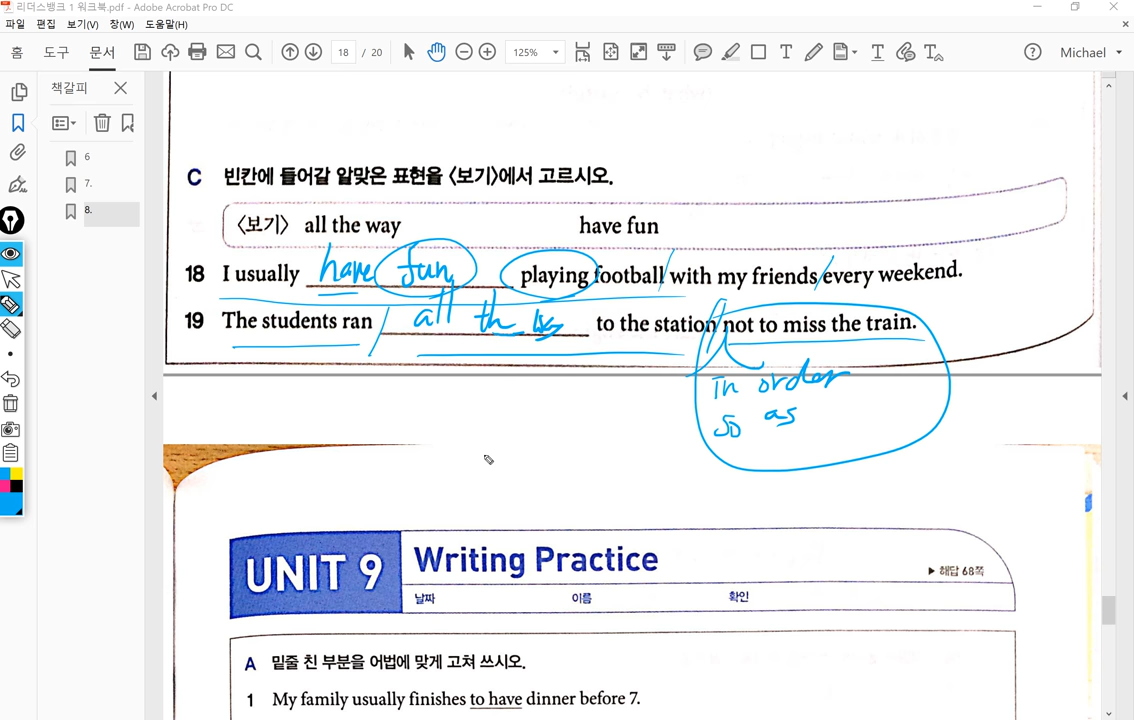 리더스뱅크 1 워크북.pdf - Adobe Acrobat Pro DC
파일 편집 보기(V) 창(W) 도움말(H)
홈 도구 문서 18 / 20 125% Michael
책갈피
6
7.
8.
C 빈칸에 들어갈 알맞은 표현을 〈보기〉에서 고르시오.
〈보기〉 all the way have fun
18 I usually have fun playing football with my friends every weekend.
19 The students ran all the way to the station not to miss the train.
In order
so as
UNIT 9 Writing Practice
▶ 해답 68쪽
날짜 이름 확인
A 밑줄 친 부분을 어법에 맞게 고쳐 쓰시오.
1 My family usually finishes to have dinner before 7.